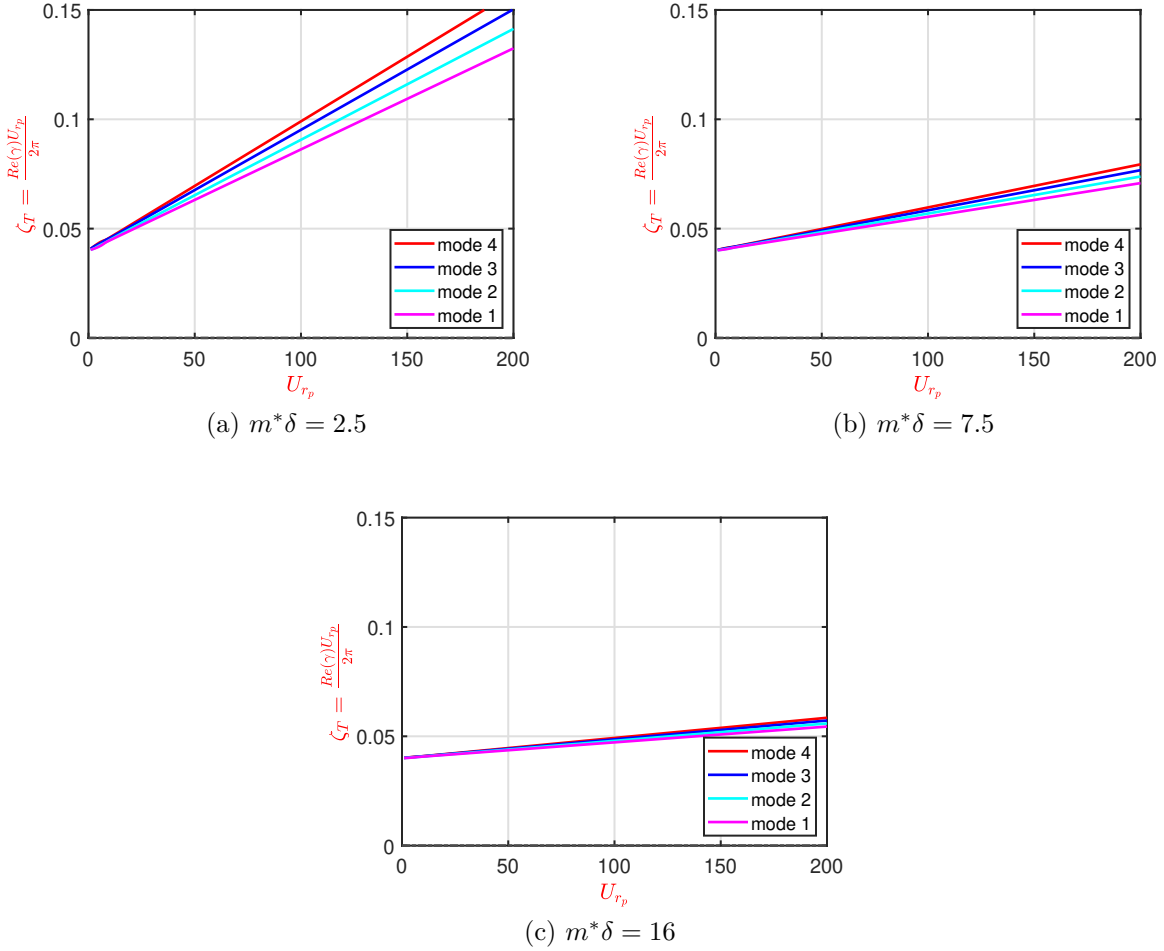 0.15
0.1
0.05
0
ζ_T = Re(γ)U_{r_p} / 2π
mode 4
mode 3
mode 2
mode 1
0 50 100 150 200
U_{r_p}
(a) m*δ = 2.5
0.15
0.1
0.05
0
ζ_T = Re(γ)U_{r_p} / 2π
mode 4
mode 3
mode 2
mode 1
0 50 100 150 200
U_{r_p}
(b) m*δ = 7.5
0.15
0.1
0.05
0
ζ_T = Re(γ)U_{r_p} / 2π
mode 4
mode 3
mode 2
mode 1
0 50 100 150 200
U_{r_p}
(c) m*δ = 16